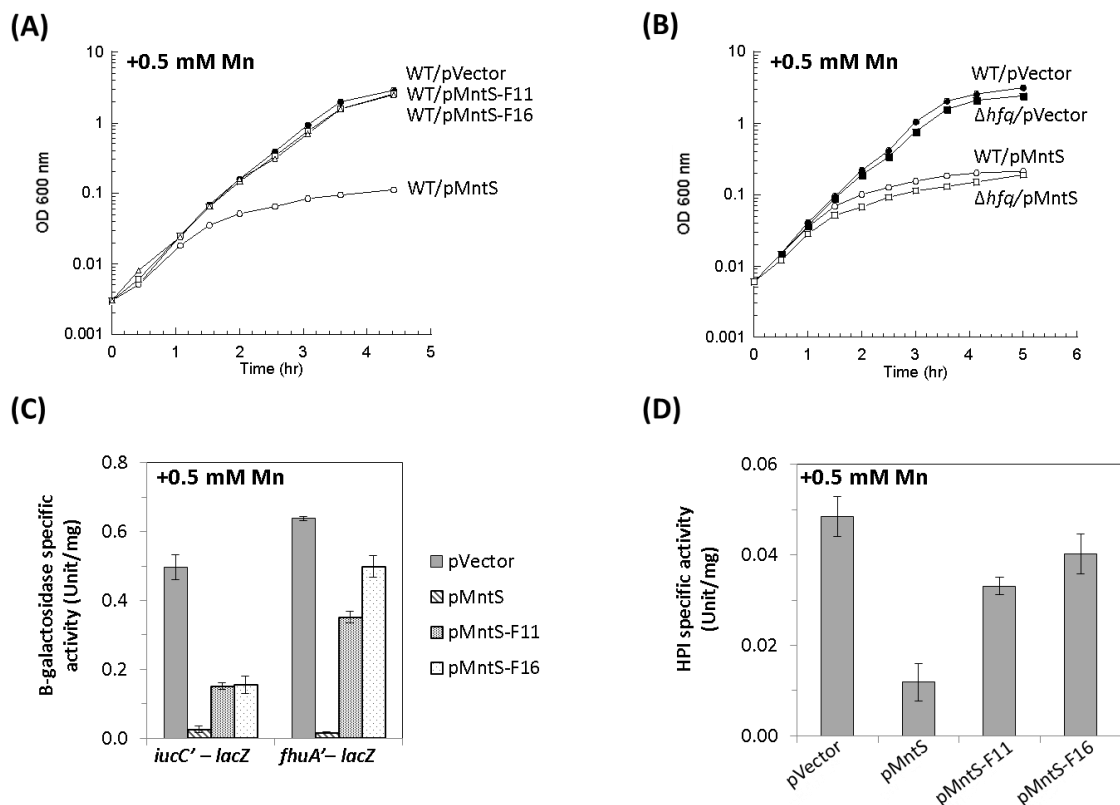 (A)
+0.5 mM Mn
10
1
0.1
0.01
0.001
OD 600 nm
0 1 2 3 4 5
Time (hr)
WT/pVector
WT/pMntS-F11
WT/pMntS-F16
WT/pMntS
(B)
+0.5 mM Mn
10
1
0.1
0.01
0.001
OD 600 nm
0 1 2 3 4 5 6
Time (hr)
WT/pVector
Δhfq/pVector
WT/pMntS
Δhfq/pMntS
(C)
+0.5 mM Mn
0.8
0.6
0.4
0.2
0.0
B-galactosidase specific
activity (Unit/mg)
iucC’ – lacZ fhuA’– lacZ
pVector
pMntS
pMntS-F11
pMntS-F16
(D)
+0.5 mM Mn
0.06
0.04
0.02
0.00
HPI specific activity
(Unit/mg)
pVector
pMntS
pMntS-F11
pMntS-F16